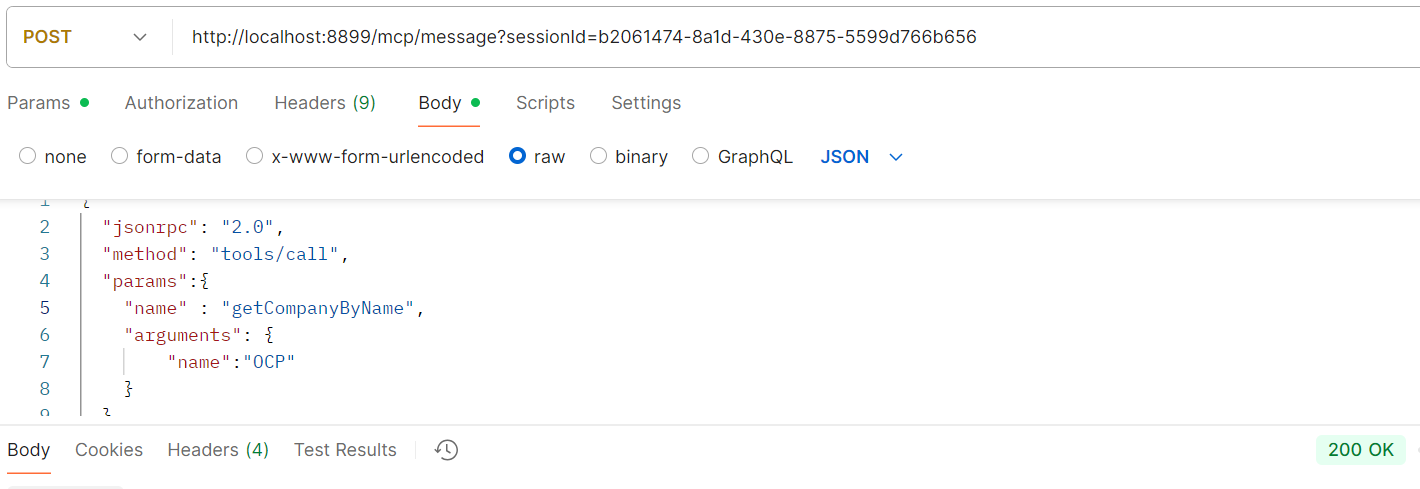 POST http://localhost:8899/mcp/message?sessionId=b2061474-8a1d-430e-8875-5599d766b656
Params Authorization Headers (9) Body Scripts Settings
none form-data x-www-form-urlencoded raw binary GraphQL JSON
1 {
2 "jsonrpc": "2.0",
3 "method": "tools/call",
4 "params":{
5 "name" : "getCompanyByName",
6 "arguments": {
7 "name":"OCP"
8 }
9 }
Body Cookies Headers (4) Test Results 200 OK